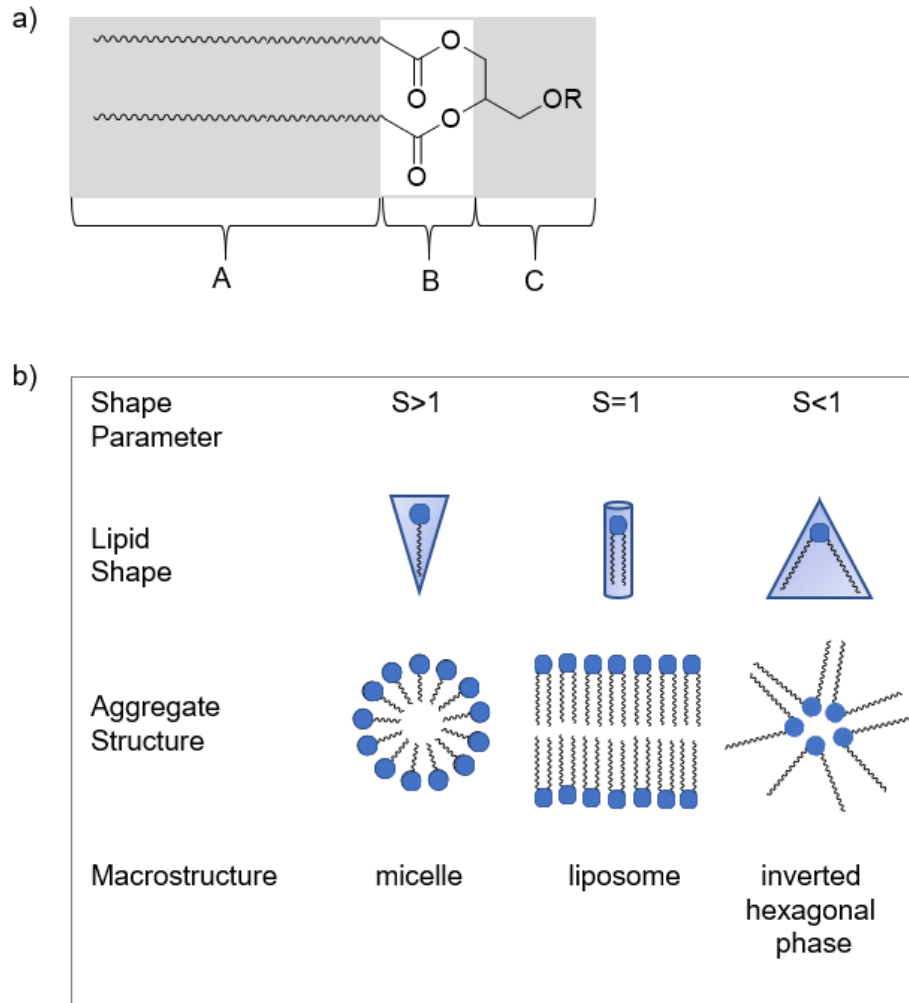 a)
O
O
O
O
OR
A B C
b)
Shape
Parameter
S>1 S=1 S<1
Lipid
Shape
Aggregate
Structure
Macrostructure micelle liposome inverted
hexagonal
phase